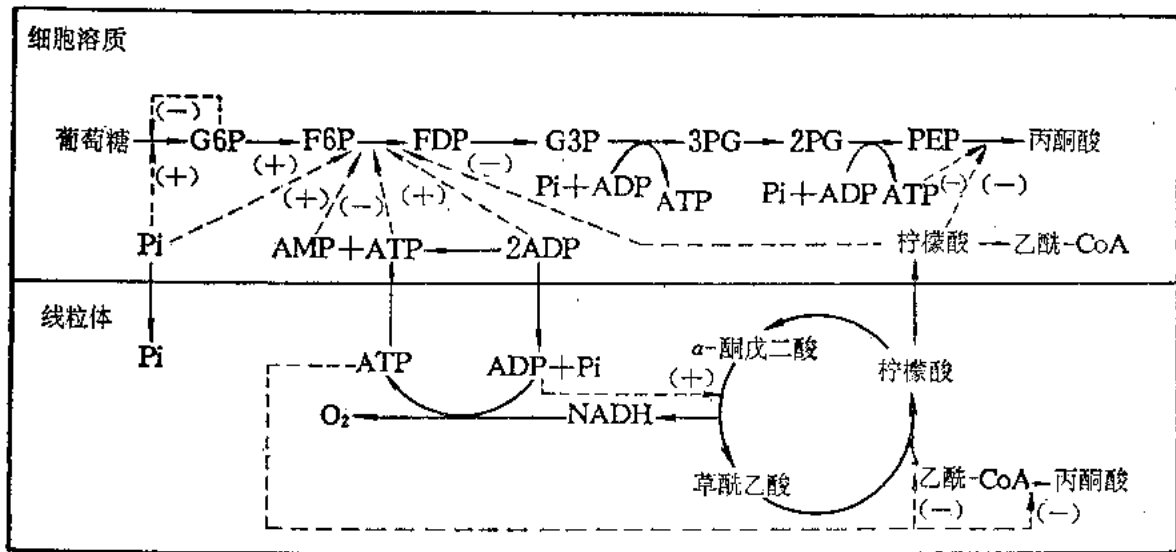 细胞溶质
(－)
葡萄糖 G6P F6P FDP G3P 3PG 2PG PEP 丙酮酸
(＋) (＋) (－)
Pi+ADP ATP Pi+ADP ATP (－) (－)
(＋) (－) (＋)
Pi AMP+ATP 2ADP 柠檬酸 乙酰-CoA
线粒体
Pi ATP ADP+Pi α-酮戊二酸 柠檬酸
(＋)
O₂ NADH
草酰乙酸 乙酰-CoA 丙酮酸
(－) (－)